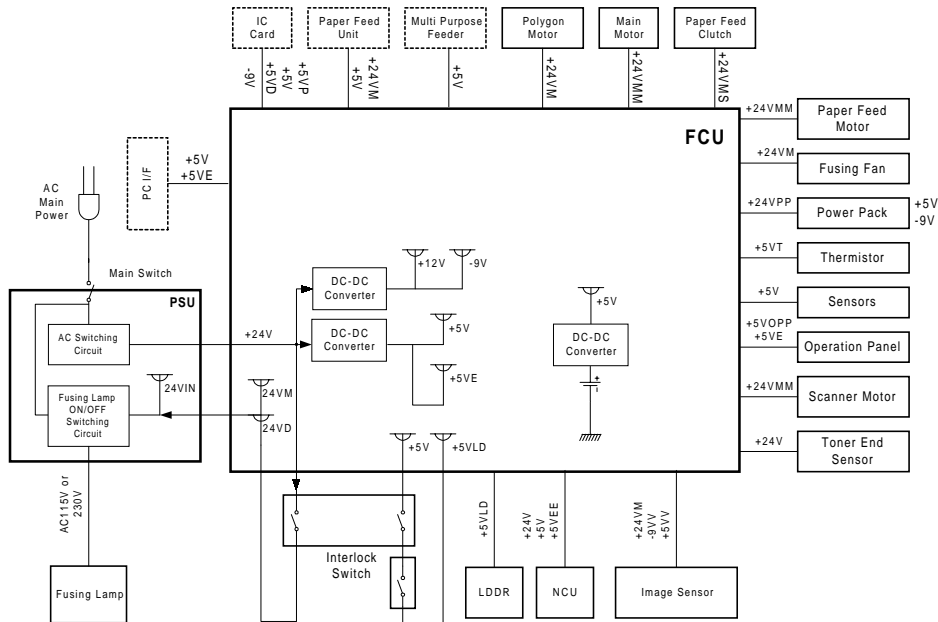 IC
Card
Paper Feed
Unit
Multi Purpose
Feeder
Polygon
Motor
Main
Motor
Paper Feed
Clutch
-9V
+5VD
+5V
+5VP
+5V
+24VM
+5V
+24VM
+24VMM
+24VMS
FCU
+24VMM
Paper Feed
Motor
+24VM
Fusing Fan
+24VPP
Power Pack
+5V
-9V
+5VT
Thermistor
+5V
Sensors
+5VOPP
+5VE
Operation Panel
+24VMM
Scanner Motor
+24V
Toner End
Sensor
PC I/F
+5V
+5VE
AC
Main
Power
Main Switch
PSU
AC Switching
Circuit
+24V
Fusing Lamp
ON/OFF
Switching
Circuit
24VIN
24VM
24VD
DC-DC
Converter
+12V
-9V
DC-DC
Converter
+5V
+5VE
+5V
DC-DC
Converter
+
+5V
+5VLD
AC115V or
230V
Fusing Lamp
Interlock
Switch
+5VLD
LDDR
+24V
+5V
+5VEE
NCU
+24VM
-9VV
+5VV
Image Sensor